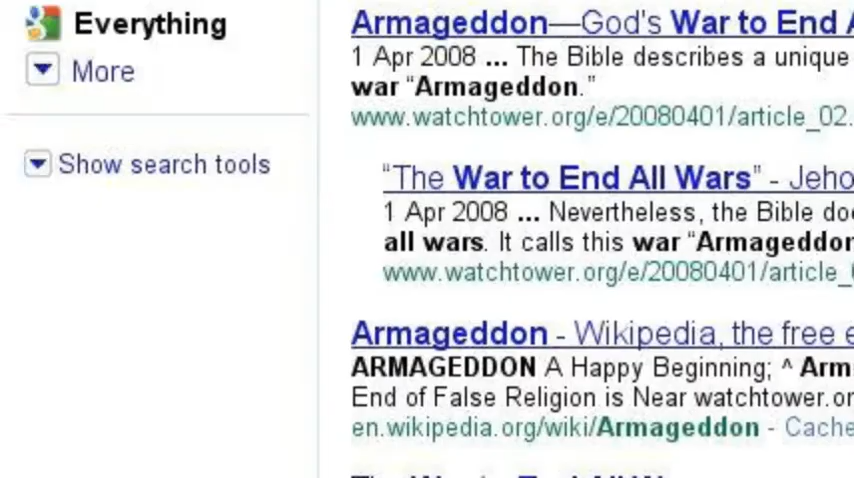 Everything
More
Show search tools
Armageddon—God's War to End
1 Apr 2008 ... The Bible describes a unique
war “Armageddon.”
www.watchtower.org/e/20080401/article_02.
“The War to End All Wars” - Jeho
1 Apr 2008 ... Nevertheless, the Bible do
all wars. It calls this war “Armageddon
www.watchtower.org/e/20080401/article_
Armageddon - Wikipedia, the free e
ARMAGEDDON A Happy Beginning; ^ Arm
End of False Religion is Near watchtower.or
en.wikipedia.org/wiki/Armageddon - Cache